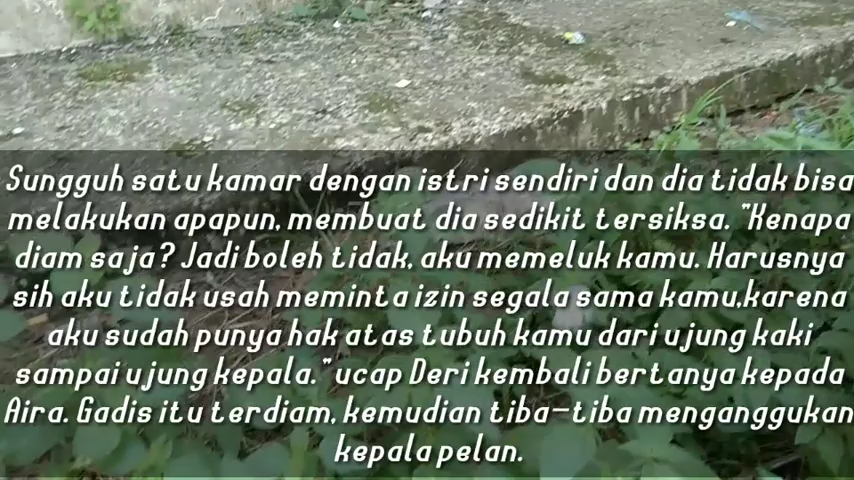 Sungguh satu kamar dengan istri sendiri dan dia tidak bisa
melakukan apapun, membuat dia sedikit tersiksa. "Kenapa
diam saja? Jadi boleh tidak, aku memeluk kamu. Harusnya
sih aku tidak usah meminta izin segala sama kamu,karena
aku sudah punya hak atas tubuh kamu dari ujung kaki
sampai ujung kepala." ucap Deri kembali bertanya kepada
Aira. Gadis itu terdiam, kemudian tiba-tiba menganggukan
kepala pelan.